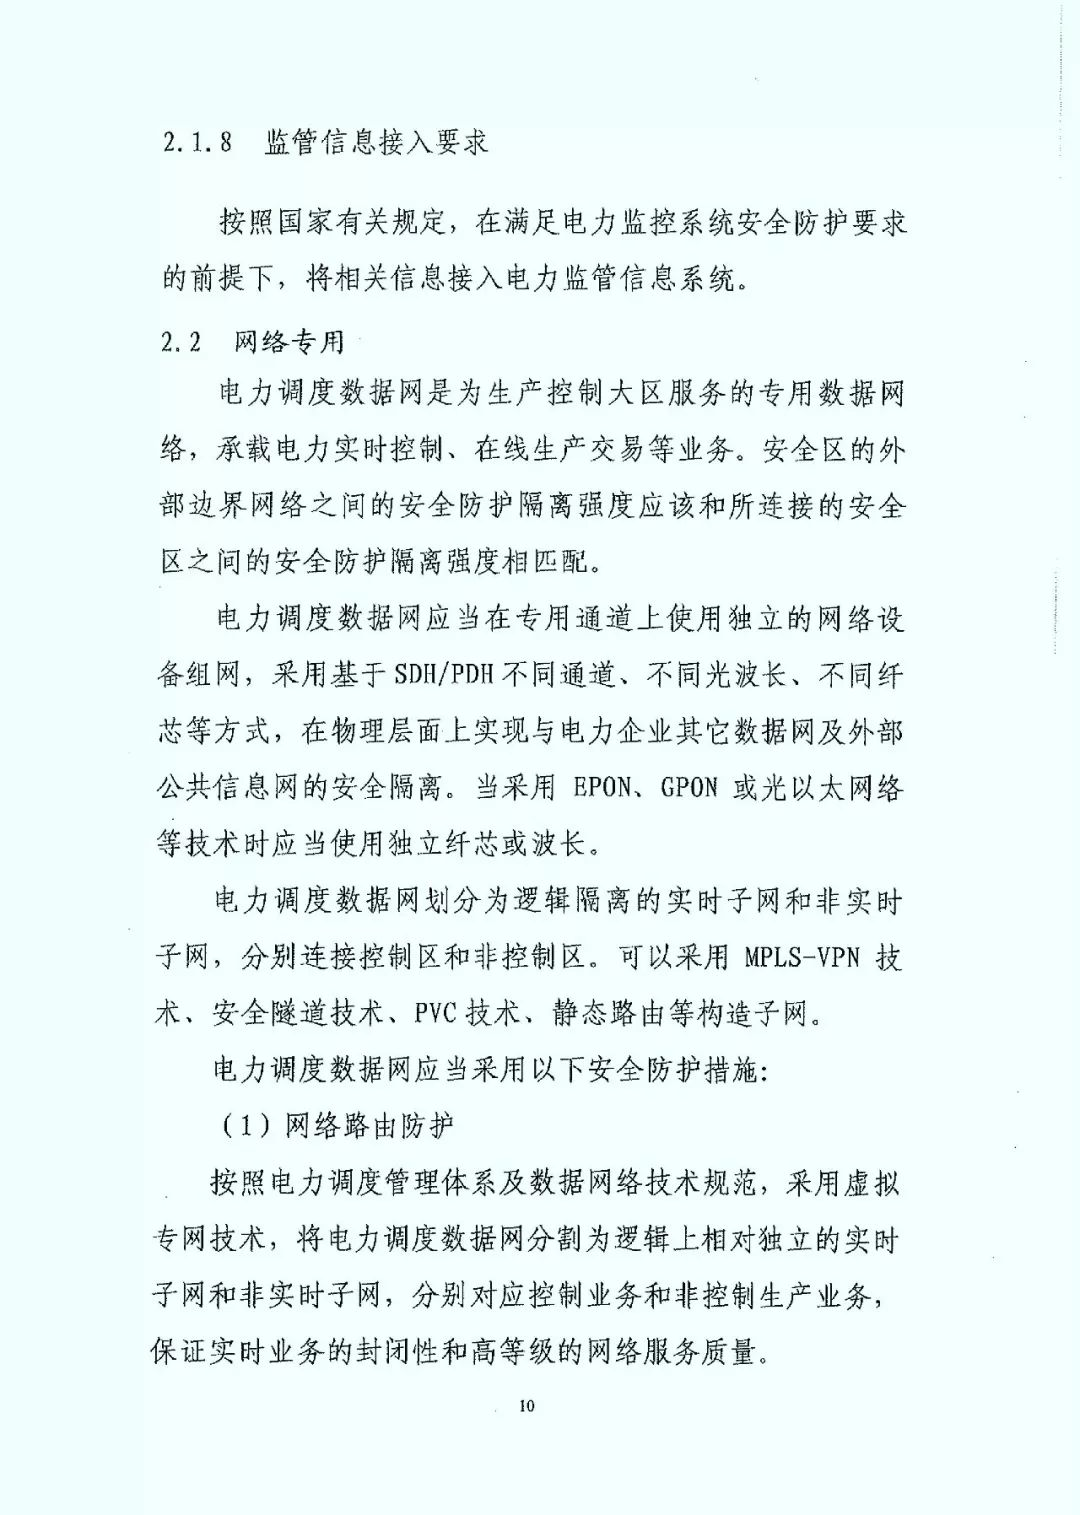 2.1.8 监管信息接入要求
按照国家有关规定，在满足电力监控系统安全防护要求
的前提下，将相关信息接入电力监管信息系统。
2.2 网络专用
电力调度数据网是为生产控制大区服务的专用数据网
络，承载电力实时控制、在线生产交易等业务。安全区的外
部边界网络之间的安全防护隔离强度应该和所连接的安全
区之间的安全防护隔离强度相匹配。
电力调度数据网应当在专用通道上使用独立的网络设
备组网，采用基于 SDH/PDH 不同通道、不同光波长、不同纤
芯等方式，在物理层面上实现与电力企业其它数据网及外部
公共信息网的安全隔离。当采用 EPON、GPON 或光以太网络
等技术时应当使用独立纤芯或波长。
电力调度数据网划分为逻辑隔离的实时子网和非实时
子网，分别连接控制区和非控制区。可以采用 MPLS-VPN 技
术、安全隧道技术、PVC 技术、静态路由等构造子网。
电力调度数据网应当采用以下安全防护措施：
（1）网络路由防护
按照电力调度管理体系及数据网络技术规范，采用虚拟
专网技术，将电力调度数据网分割为逻辑上相对独立的实时
子网和非实时子网，分别对应控制业务和非控制生产业务，
保证实时业务的封闭性和高等级的网络服务质量。
10